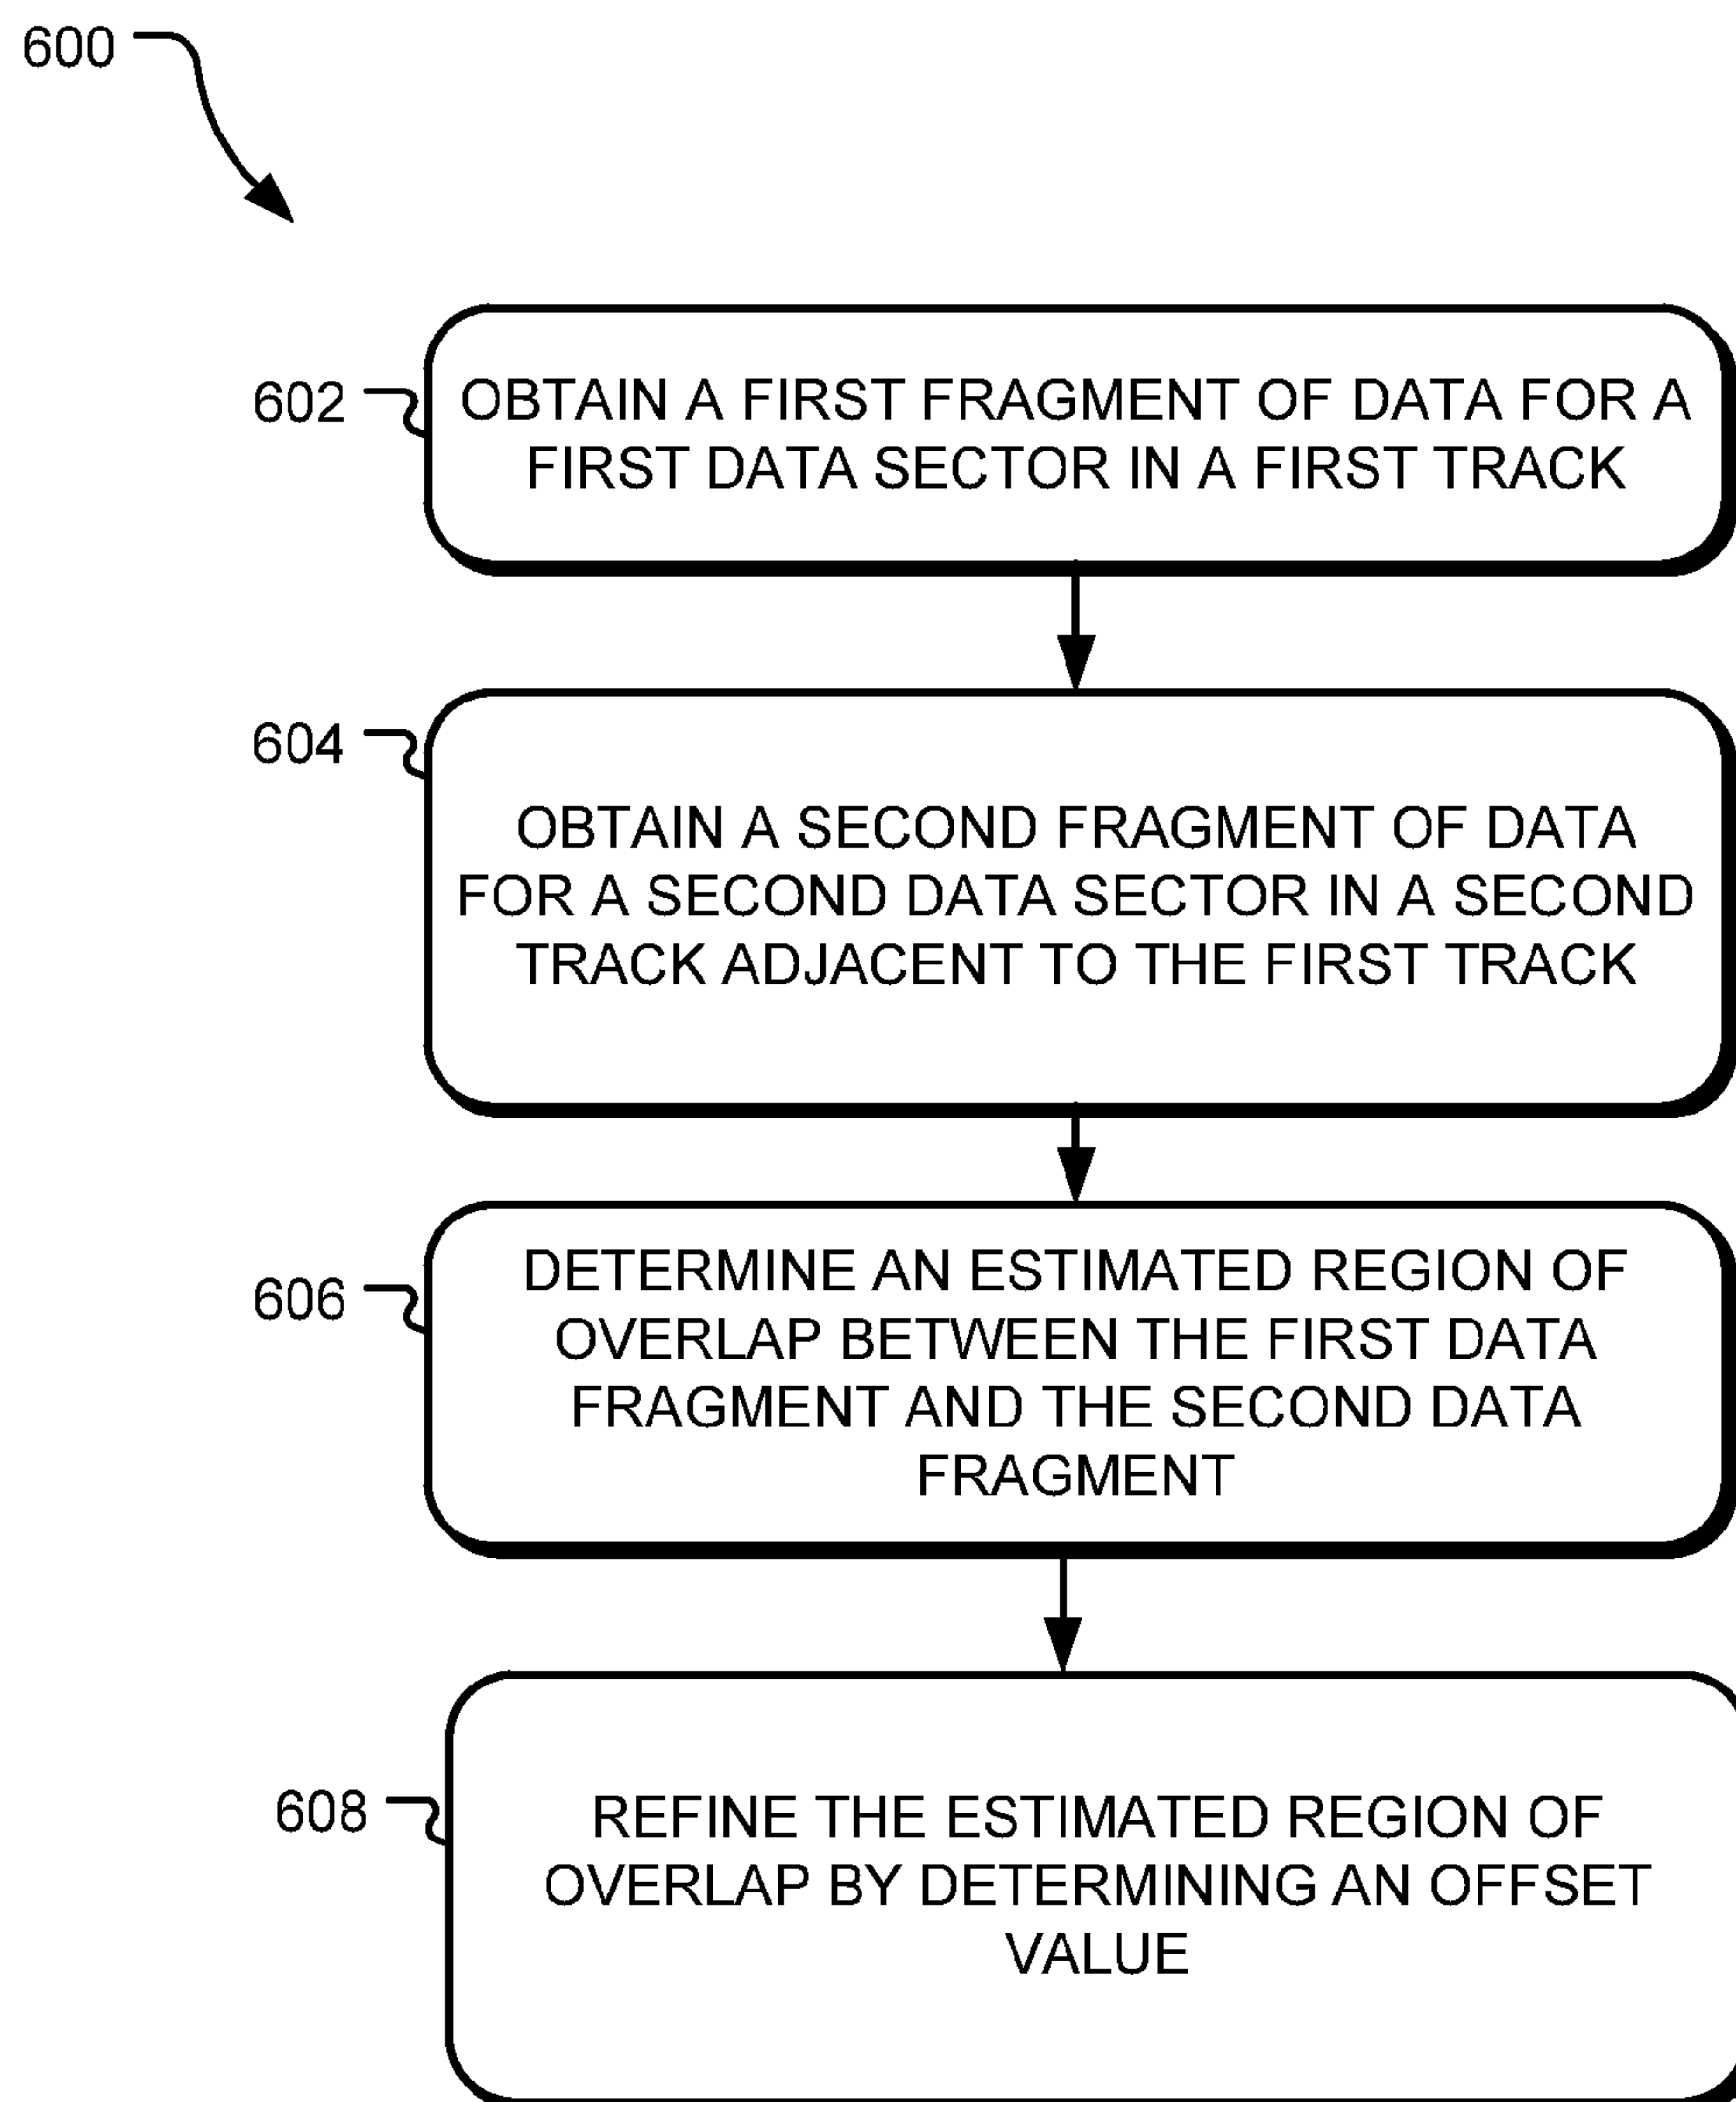 600
602
OBTAIN A FIRST FRAGMENT OF DATA FOR A
FIRST DATA SECTOR IN A FIRST TRACK
604
OBTAIN A SECOND FRAGMENT OF DATA
FOR A SECOND DATA SECTOR IN A SECOND
TRACK ADJACENT TO THE FIRST TRACK
606
DETERMINE AN ESTIMATED REGION OF
OVERLAP BETWEEN THE FIRST DATA
FRAGMENT AND THE SECOND DATA
FRAGMENT
608
REFINE THE ESTIMATED REGION OF
OVERLAP BY DETERMINING AN OFFSET
VALUE